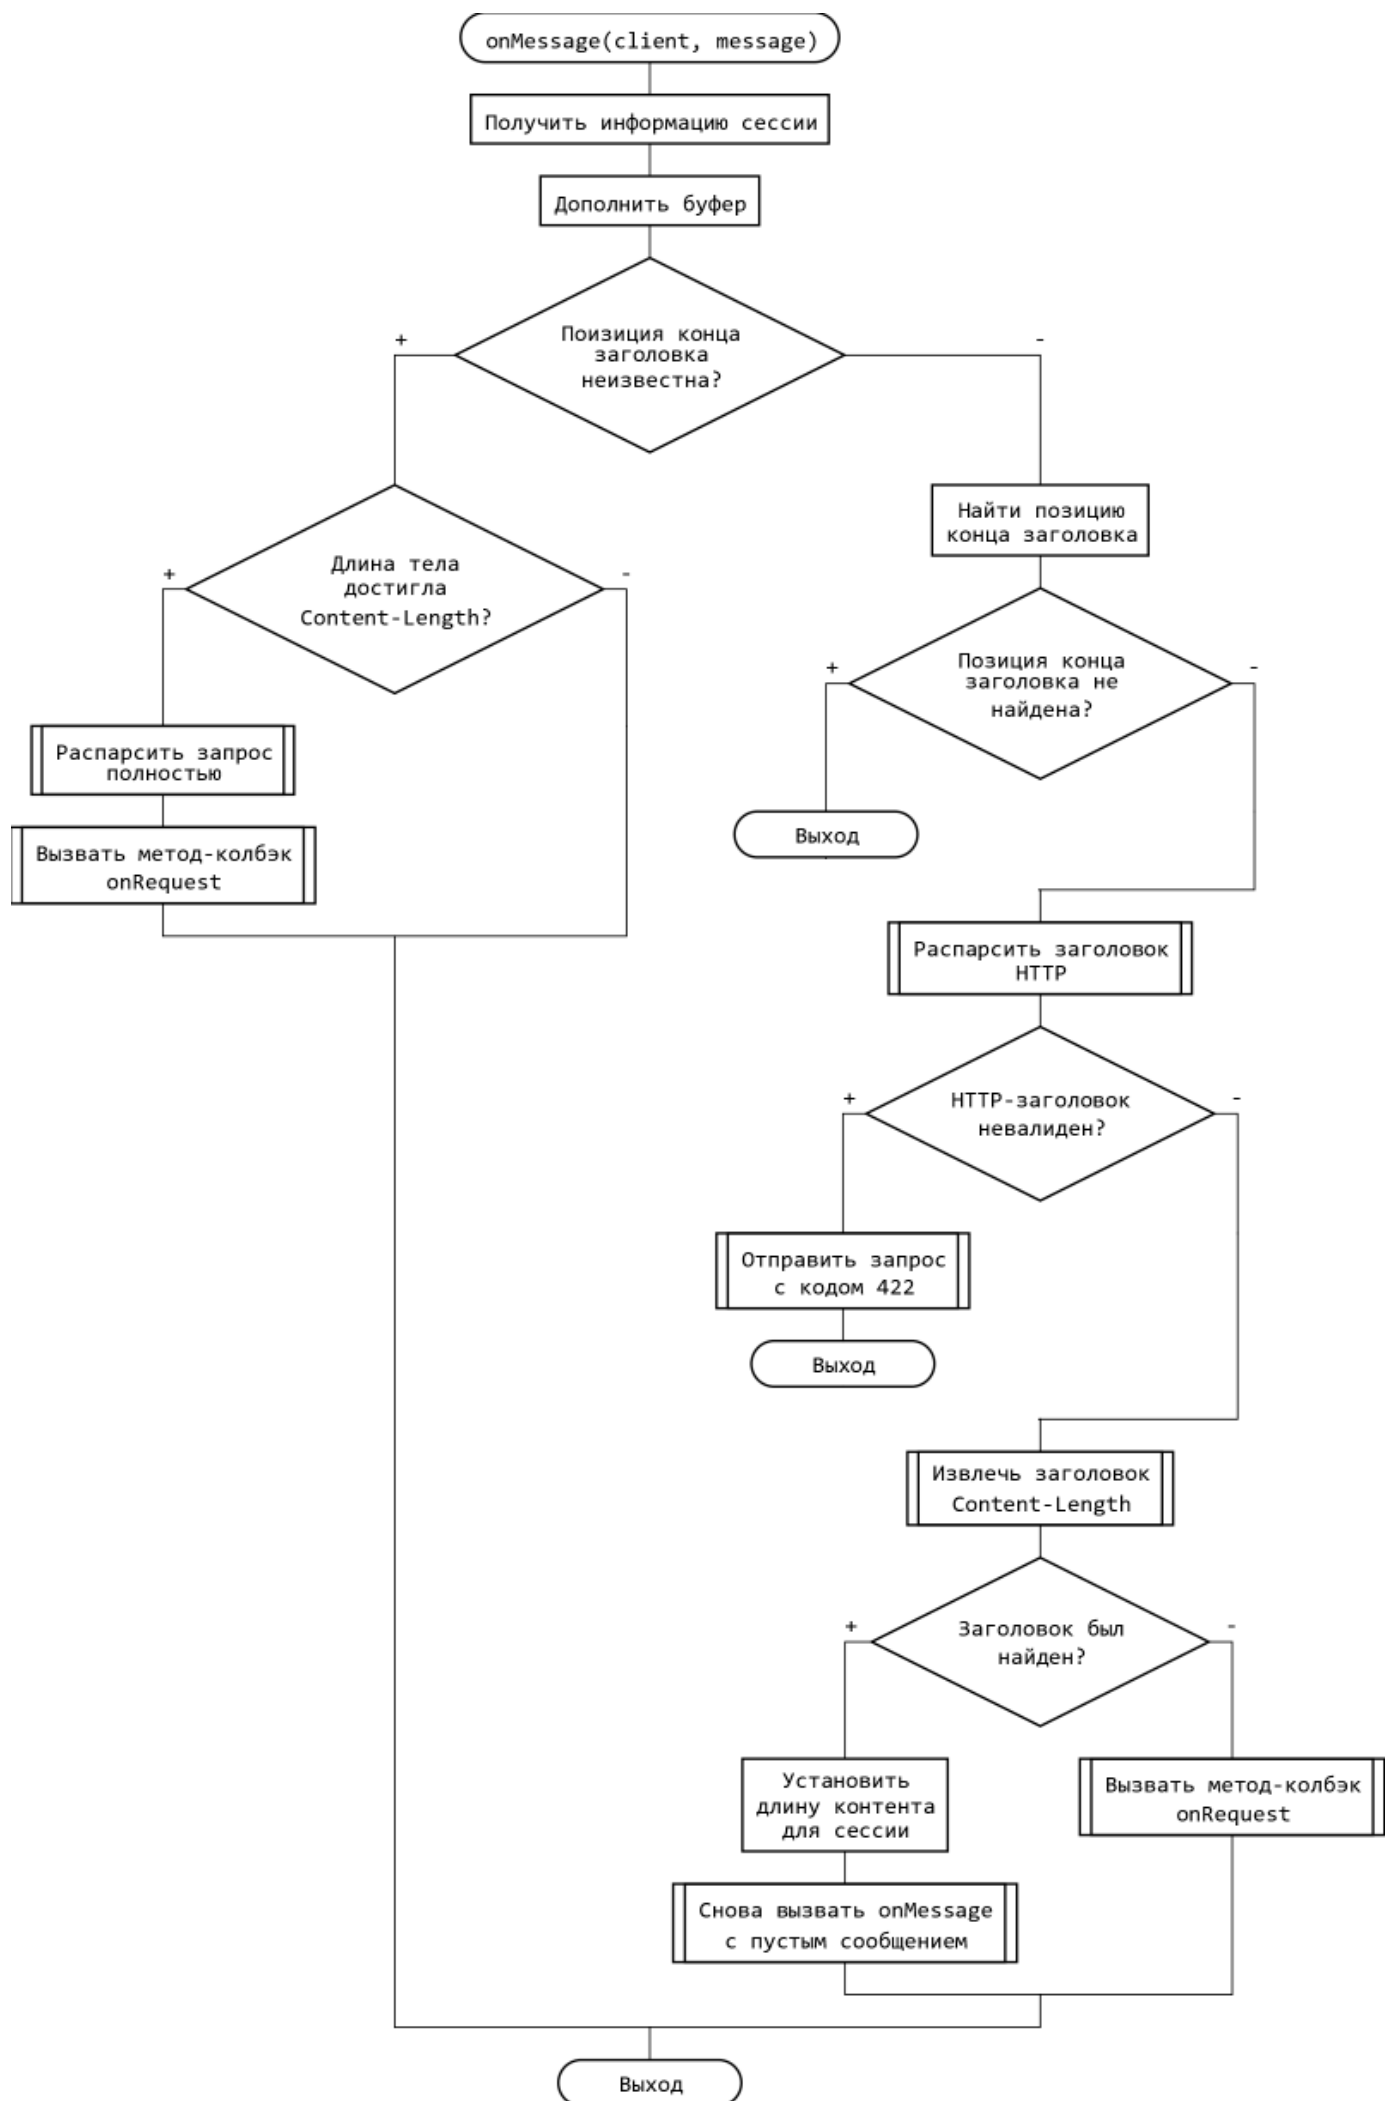 onMessage(client, message)
Получить информацию сессии
Дополнить буфер
Поизиция конца
заголовка
неизвестна?
+
-
Длина тела
достигла
Content-Length?
+
-
Распарсить запрос
полностью
Вызвать метод-колбэк
onRequest
Найти позицию
конца заголовка
Позиция конца
заголовка не
найдена?
+
-
Выход
Распарсить заголовок
HTTP
HTTP-заголовок
невалиден?
+
-
Отправить запрос
с кодом 422
Выход
Извлечь заголовок
Content-Length
Заголовок был
найден?
+
-
Установить
длину контента
для сессии
Снова вызвать onMessage
с пустым сообщением
Вызвать метод-колбэк
onRequest
Выход